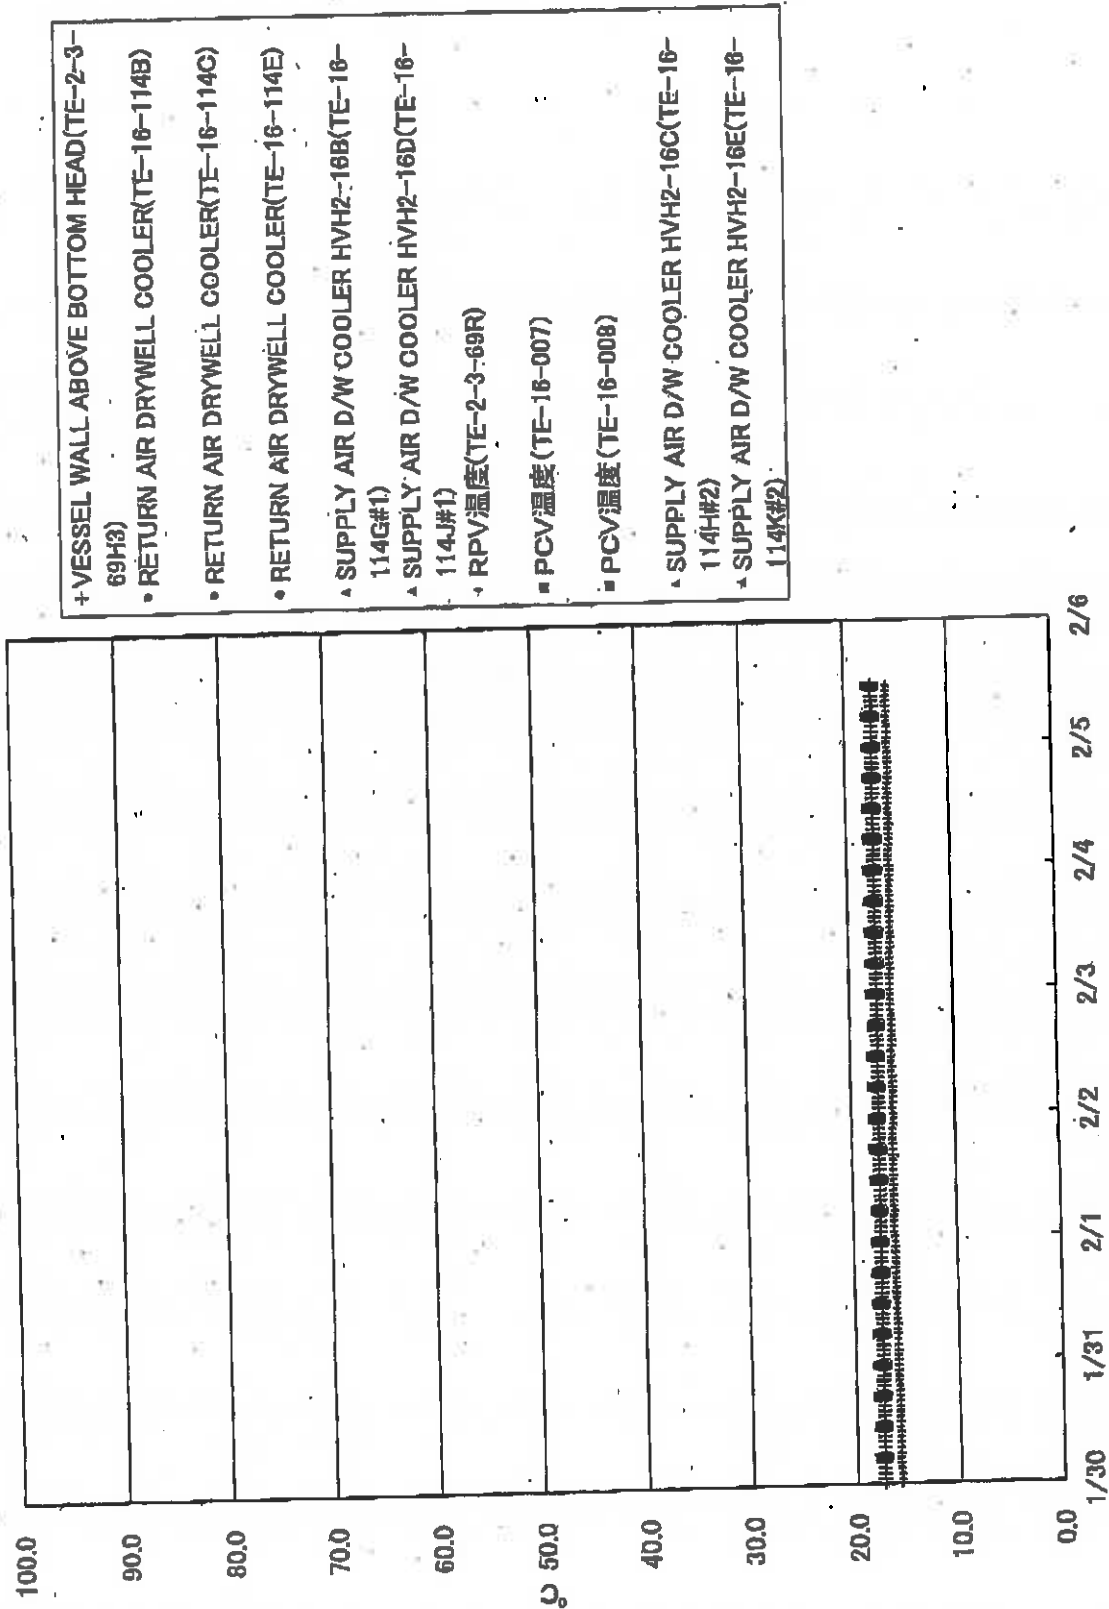 100.0
90.0
80.0
70.0
60.0
50.0
40.0
30.0
20.0
10.0
0.0
℃
1/30
1/31
2/1
2/2
2/3
2/4
2/5
2/6
VESSEL WALL ABOVE BOTTOM HEAD(TE-2-3-
69H3)
RETURN AIR DRYWELL COOLER(TE-16-114B)
RETURN AIR DRYWELL COOLER(TE-16-114C)
RETURN AIR DRYWELL COOLER(TE-16-114E)
SUPPLY AIR D/W COOLER HVH2-16B(TE-16-
114G#1)
SUPPLY AIR D/W COOLER HVH2-16D(TE-16-
114J#1)
RPV温度(TE-2-3-69R)
PCV温度(TE-16-007)
PCV温度(TE-16-008)
SUPPLY AIR D/W COOLER HVH2-16C(TE-16-
114H#2)
SUPPLY AIR D/W COOLER HVH2-16E(TE-16-
114K#2)